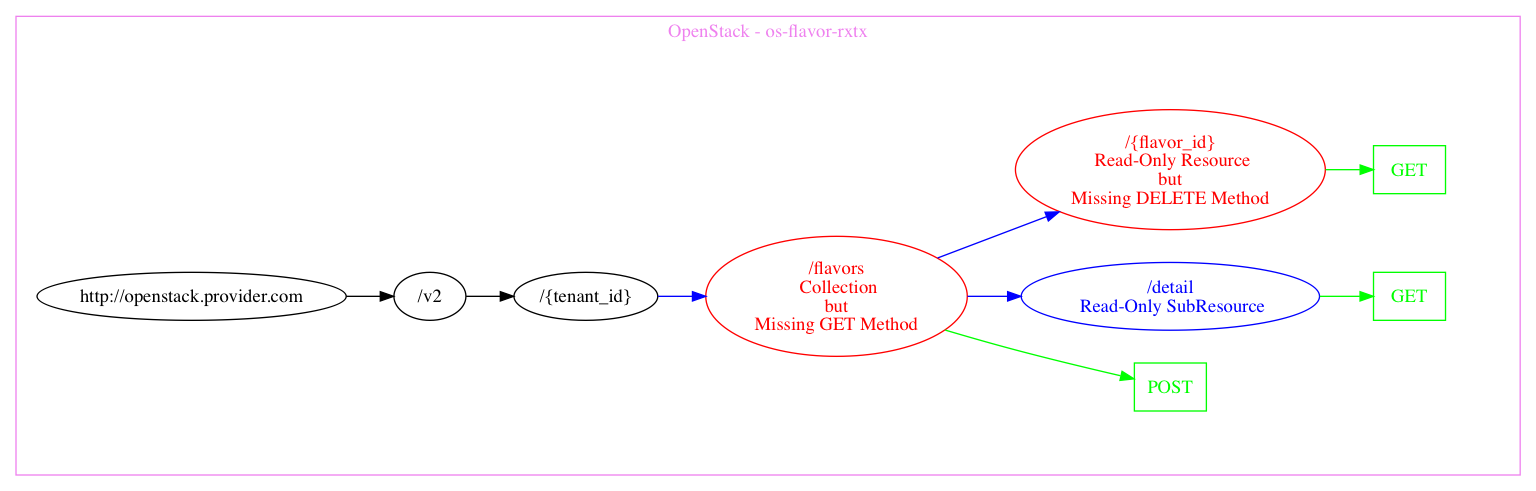 OpenStack - os-flavor-rxtx
http://openstack.provider.com
/v2
/{tenant_id}
/flavors
Collection
but
Missing GET Method
/{flavor_id}
Read-Only Resource
but
Missing DELETE Method
GET
/detail
Read-Only SubResource
GET
POST